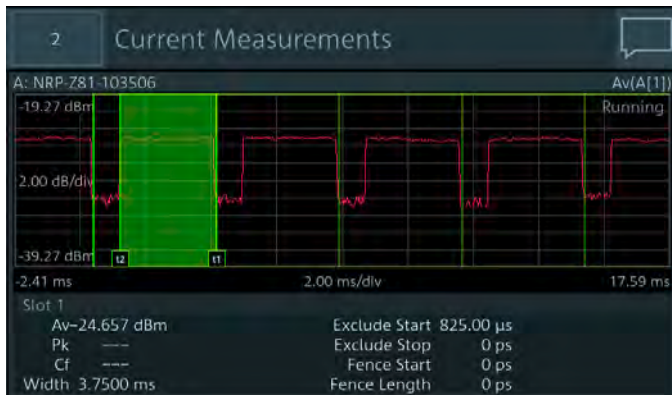 2 Current Measurements
A: NRP-Z81-103506 Av(A[1])
-19.27 dBm Running
2.00 dB/div
-39.27 dBm t2 t1
-2.41 ms 2.00 ms/div 17.59 ms
Slot 1
Av -24.657 dBm Exclude Start 825.00 µs
Pk --- Exclude Stop 0 ps
Cf --- Fence Start 0 ps
Width 3.7500 ms Fence Length 0 ps